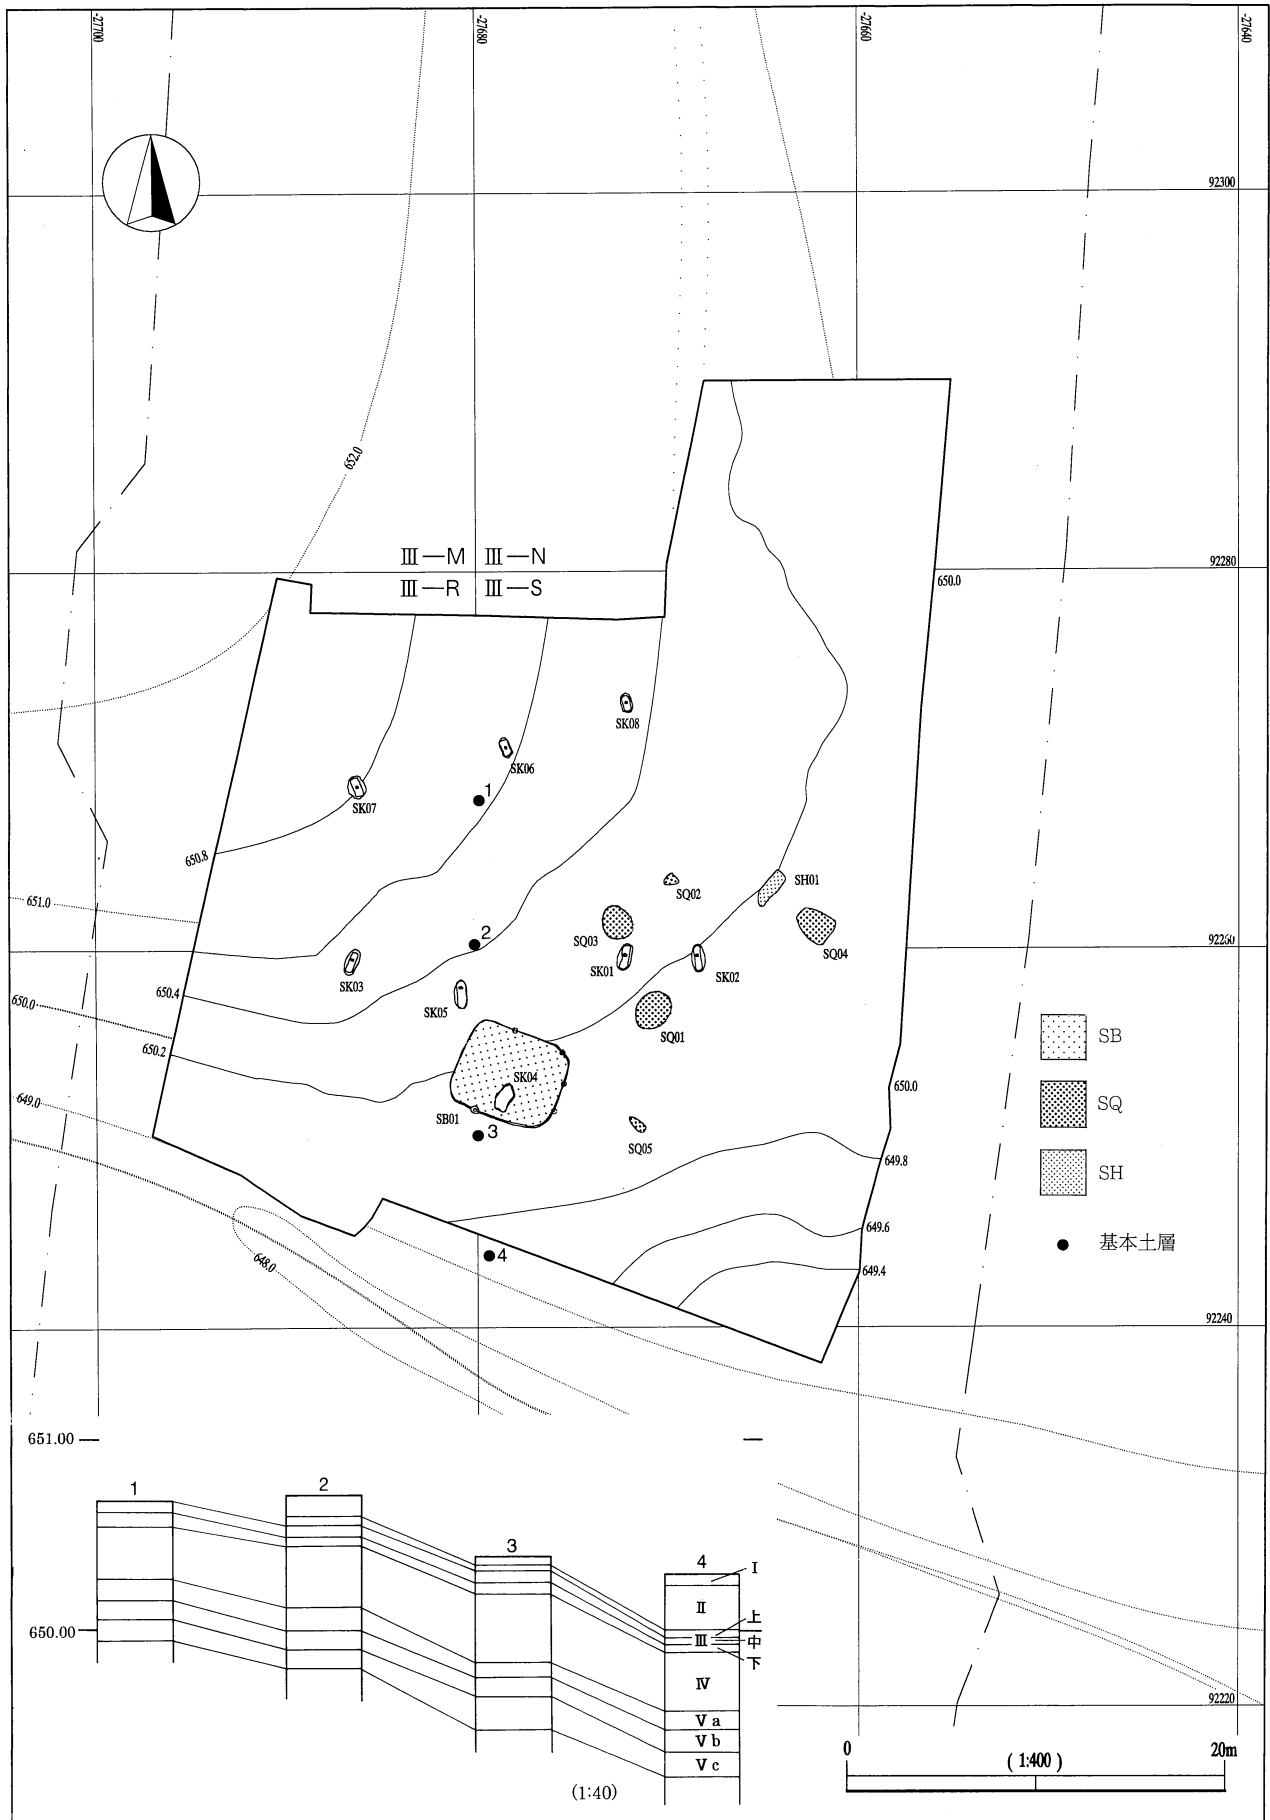 -27700
-27680
-27660
-27640
92300
652.0
Ⅲ—M Ⅲ—N
Ⅲ—R Ⅲ—S
92280
650.0
SK08
SK06
1
SK07
650.8
SQ02
SH01
651.0
2
SQ03
SQ04
92260
SK01
SK02
SK03
650.4
SK05
650.0
SQ01
SB
650.2
SK04
650.0
649.0
SB01
SQ
3
SQ05
649.8
SH
649.6
基本土層
4
648.0
649.4
92240
651.00
1
2
3
4
Ⅰ
Ⅱ
上
650.00
Ⅲ
中
下
Ⅳ
92220
Ⅴa
Ⅴb
Ⅴc
0
(1:400)
20m
(1:40)